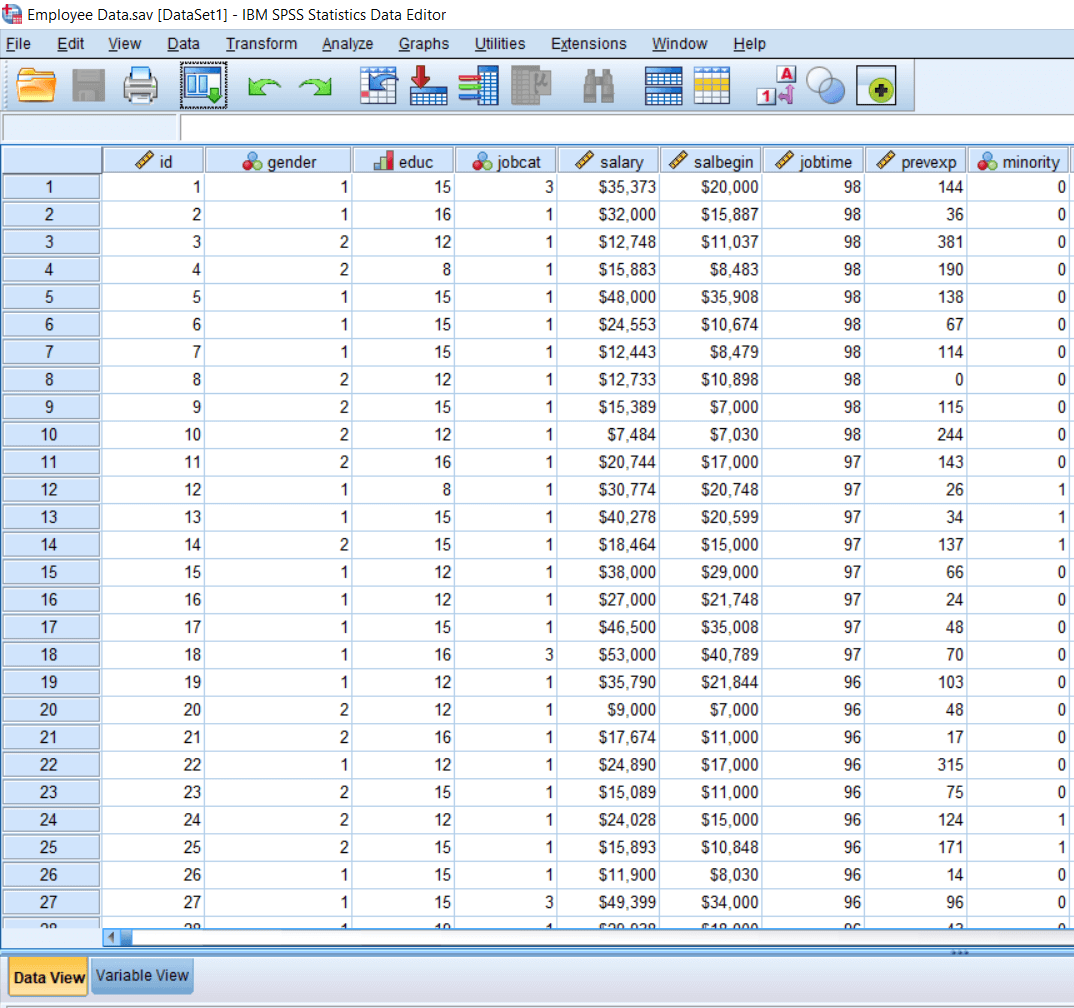 Employee Data.sav [DataSet1] - IBM SPSS Statistics Data Editor
File Edit View Data Transform Analyze Graphs Utilities Extensions Window Help
A
1
id gender educ jobcat salary salbegin jobtime prevexp minority
1 1 1 15 3 $35,373 $20,000 98 144 0
2 2 1 16 1 $32,000 $15,887 98 36 0
3 3 2 12 1 $12,748 $11,037 98 381 0
4 4 2 8 1 $15,883 $8,483 98 190 0
5 5 1 15 1 $48,000 $35,908 98 138 0
6 6 1 15 1 $24,553 $10,674 98 67 0
7 7 1 15 1 $12,443 $8,479 98 114 0
8 8 2 12 1 $12,733 $10,898 98 0 0
9 9 2 15 1 $15,389 $7,000 98 115 0
10 10 2 12 1 $7,484 $7,030 98 244 0
11 11 2 16 1 $20,744 $17,000 97 143 0
12 12 1 8 1 $30,774 $20,748 97 26 1
13 13 1 15 1 $40,278 $20,599 97 34 1
14 14 2 15 1 $18,464 $15,000 97 137 1
15 15 1 12 1 $38,000 $29,000 97 66 0
16 16 1 12 1 $27,000 $21,748 97 24 0
17 17 1 15 1 $46,500 $35,008 97 48 0
18 18 1 16 3 $53,000 $40,789 97 70 0
19 19 1 12 1 $35,790 $21,844 96 103 0
20 20 2 12 1 $9,000 $7,000 96 48 0
21 21 2 16 1 $17,674 $11,000 96 17 0
22 22 1 12 1 $24,890 $17,000 96 315 0
23 23 2 15 1 $15,089 $11,000 96 75 0
24 24 2 12 1 $24,028 $15,000 96 124 1
25 25 2 15 1 $15,893 $10,848 96 171 1
26 26 1 15 1 $11,900 $8,030 96 14 0
27 27 1 15 3 $49,399 $34,000 96 96 0
Data View Variable View